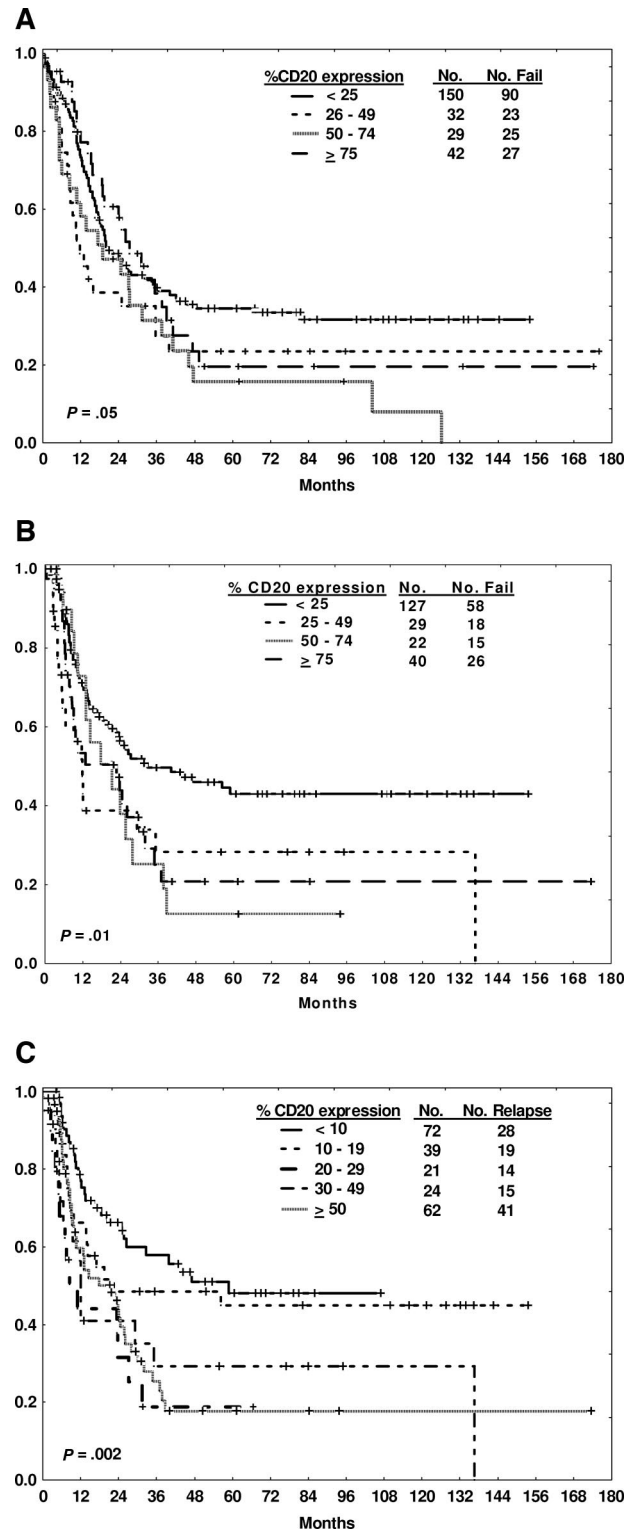 A
%CD20 expression No. No. Fail
< 25 150 90
26 - 49 32 23
50 - 74 29 25
≥ 75 42 27
1.0
0.8
0.6
0.4
0.2
0.0
P = .05
0 12 24 36 48 60 72 84 96 108 120 132 144 156 168 180
Months
B
% CD20 expression No. No. Fail
< 25 127 58
25 - 49 29 18
50 - 74 22 15
≥ 75 40 26
1.0
0.8
0.6
0.4
0.2
0.0
P = .01
0 12 24 36 48 60 72 84 96 108 120 132 144 156 168 180
Months
C
% CD20 expression No. No. Relapse
< 10 72 28
10 - 19 39 19
20 - 29 21 14
30 - 49 24 15
≥ 50 62 41
1.0
0.8
0.6
0.4
0.2
0.0
P = .002
0 12 24 36 48 60 72 84 96 108 120 132 144 156 168 180
Months